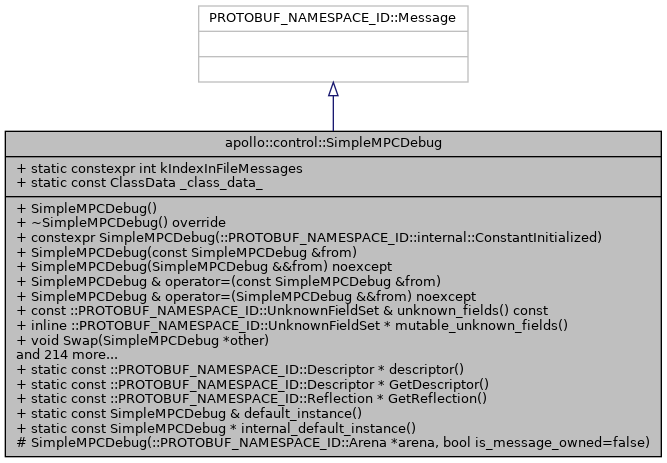 PROTOBUF_NAMESPACE_ID::Message
apollo::control::SimpleMPCDebug
+ static constexpr int kIndexInFileMessages
+ static const ClassData _class_data_
+ SimpleMPCDebug()
+ ~SimpleMPCDebug() override
+ constexpr SimpleMPCDebug(::PROTOBUF_NAMESPACE_ID::internal::ConstantInitialized)
+ SimpleMPCDebug(const SimpleMPCDebug &from)
+ SimpleMPCDebug(SimpleMPCDebug &&from) noexcept
+ SimpleMPCDebug & operator=(const SimpleMPCDebug &from)
+ SimpleMPCDebug & operator=(SimpleMPCDebug &&from) noexcept
+ const ::PROTOBUF_NAMESPACE_ID::UnknownFieldSet & unknown_fields() const
+ inline ::PROTOBUF_NAMESPACE_ID::UnknownFieldSet * mutable_unknown_fields()
+ void Swap(SimpleMPCDebug *other)
and 214 more...
+ static const ::PROTOBUF_NAMESPACE_ID::Descriptor * descriptor()
+ static const ::PROTOBUF_NAMESPACE_ID::Descriptor * GetDescriptor()
+ static const ::PROTOBUF_NAMESPACE_ID::Reflection * GetReflection()
+ static const SimpleMPCDebug & default_instance()
+ static const SimpleMPCDebug * internal_default_instance()
# SimpleMPCDebug(::PROTOBUF_NAMESPACE_ID::Arena *arena, bool is_message_owned=false)